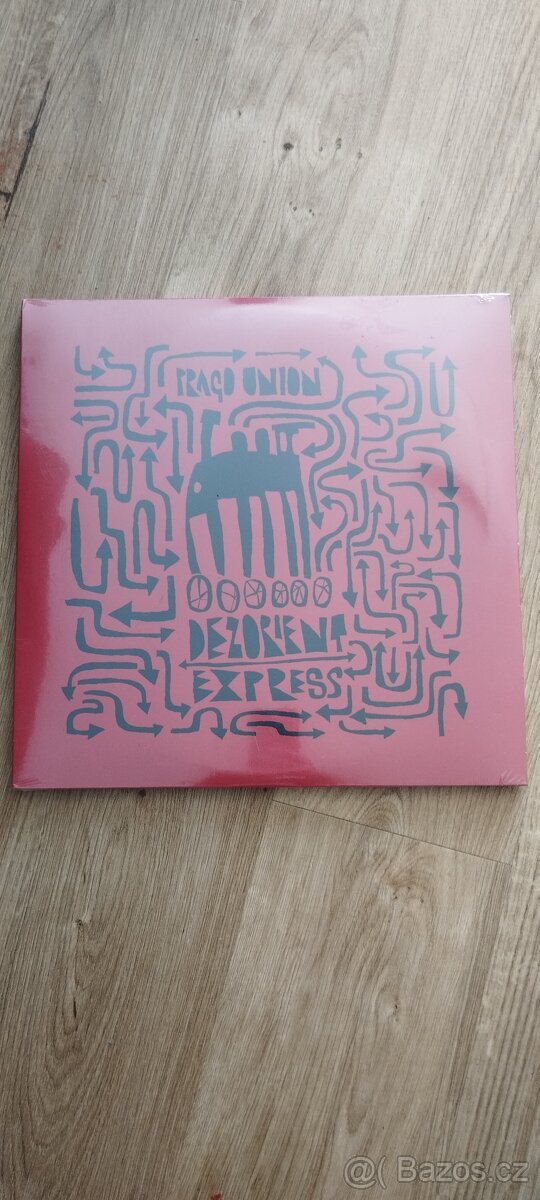 PRAGO UNION
DEZORIENT
EXPRESS
@( Bazos.cz